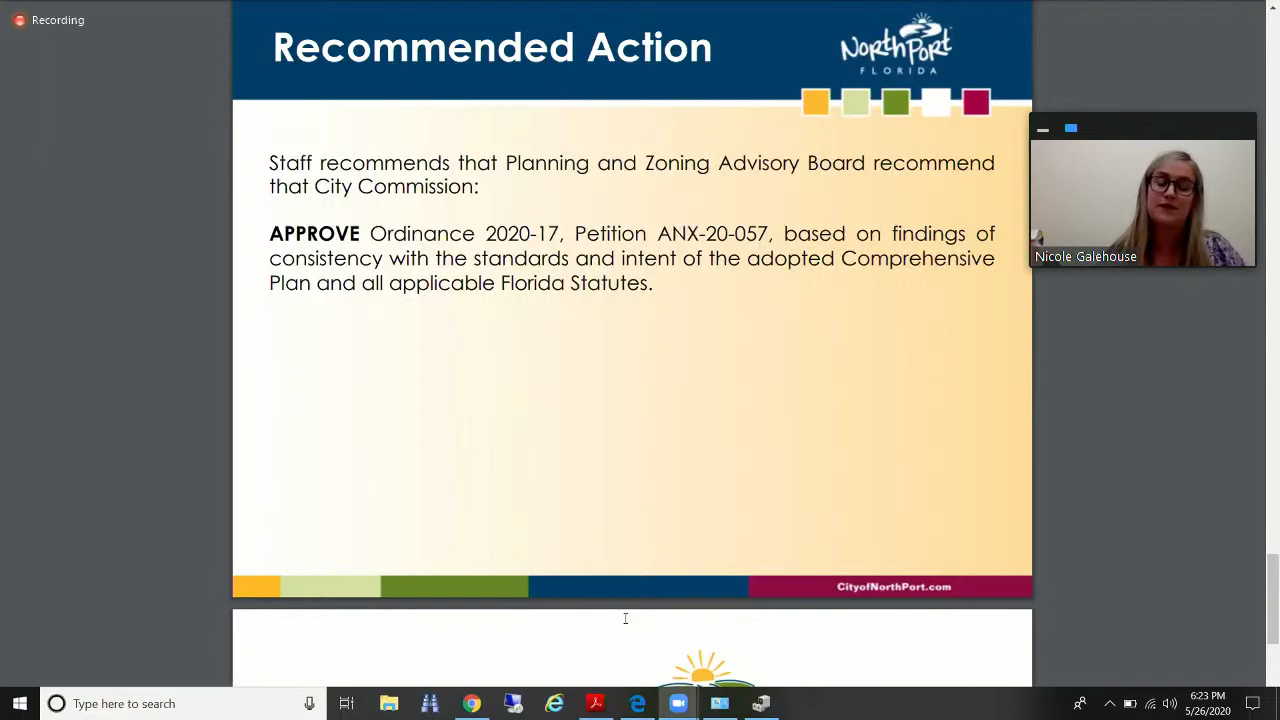 Recording
Recommended Action
NORTH PORT
FLORIDA
Staff recommends that Planning and Zoning Advisory Board recommend
that City Commission:
APPROVE Ordinance 2020-17, Petition ANX-20-057, based on findings of
consistency with the standards and intent of the adopted Comprehensive
Plan and all applicable Florida Statutes.
Nicole Galehouse
CityofNorthPort.com
Type here to search
6:23 PM
5/26/2020